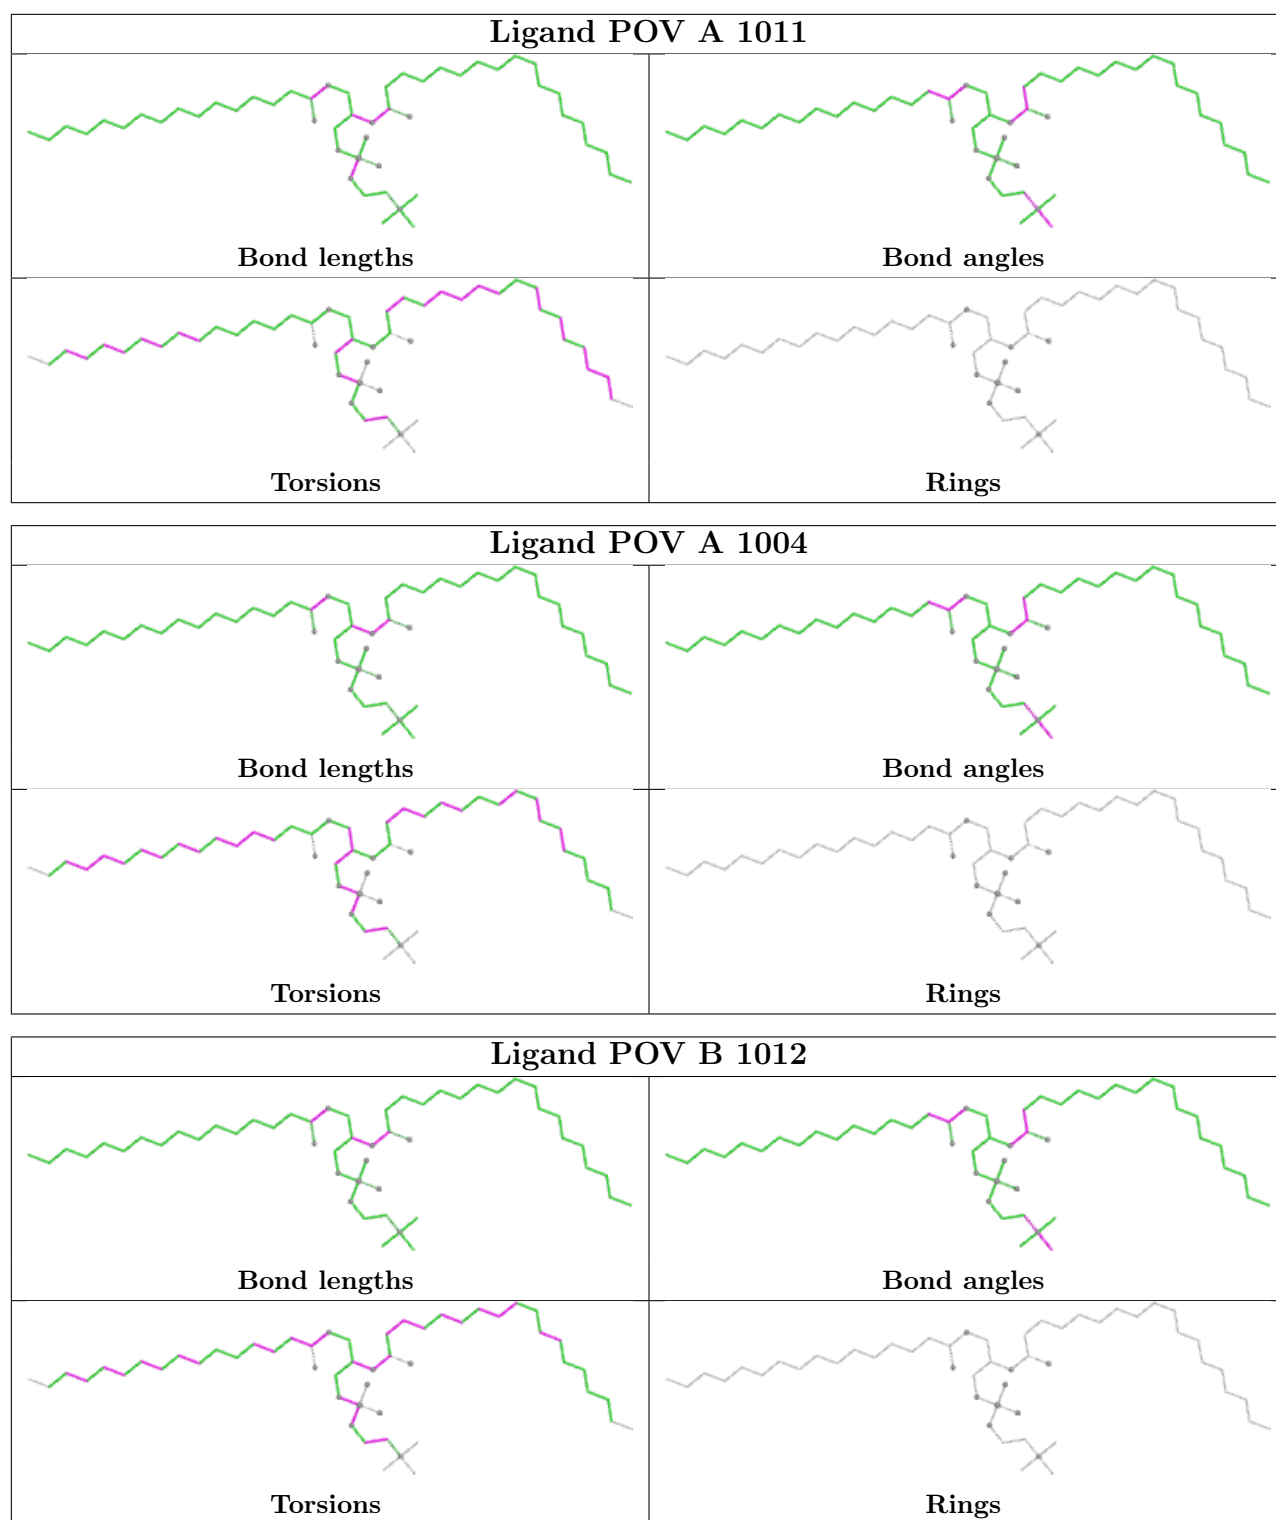 Ligand POV A 1011
Bond lengths
Bond angles
Torsions
Rings
Ligand POV A 1004
Bond lengths
Bond angles
Torsions
Rings
Ligand POV B 1012
Bond lengths
Bond angles
Torsions
Rings